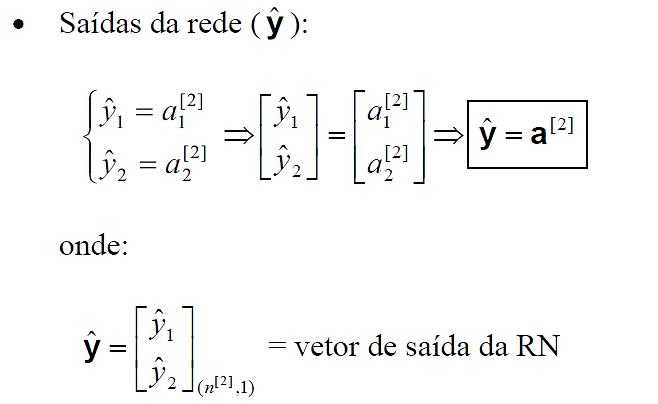 • Saídas da rede (ŷ):
{ŷ₁ = a₁^[2]
ŷ₂ = a₂^[2] ⇒ [ŷ₁ ŷ₂] = [a₁^[2] a₂^[2]] ⇒ ŷ = a^[2]
onde:
ŷ = [ŷ₁ ŷ₂]_(n^[2],1) = vetor de saída da RN